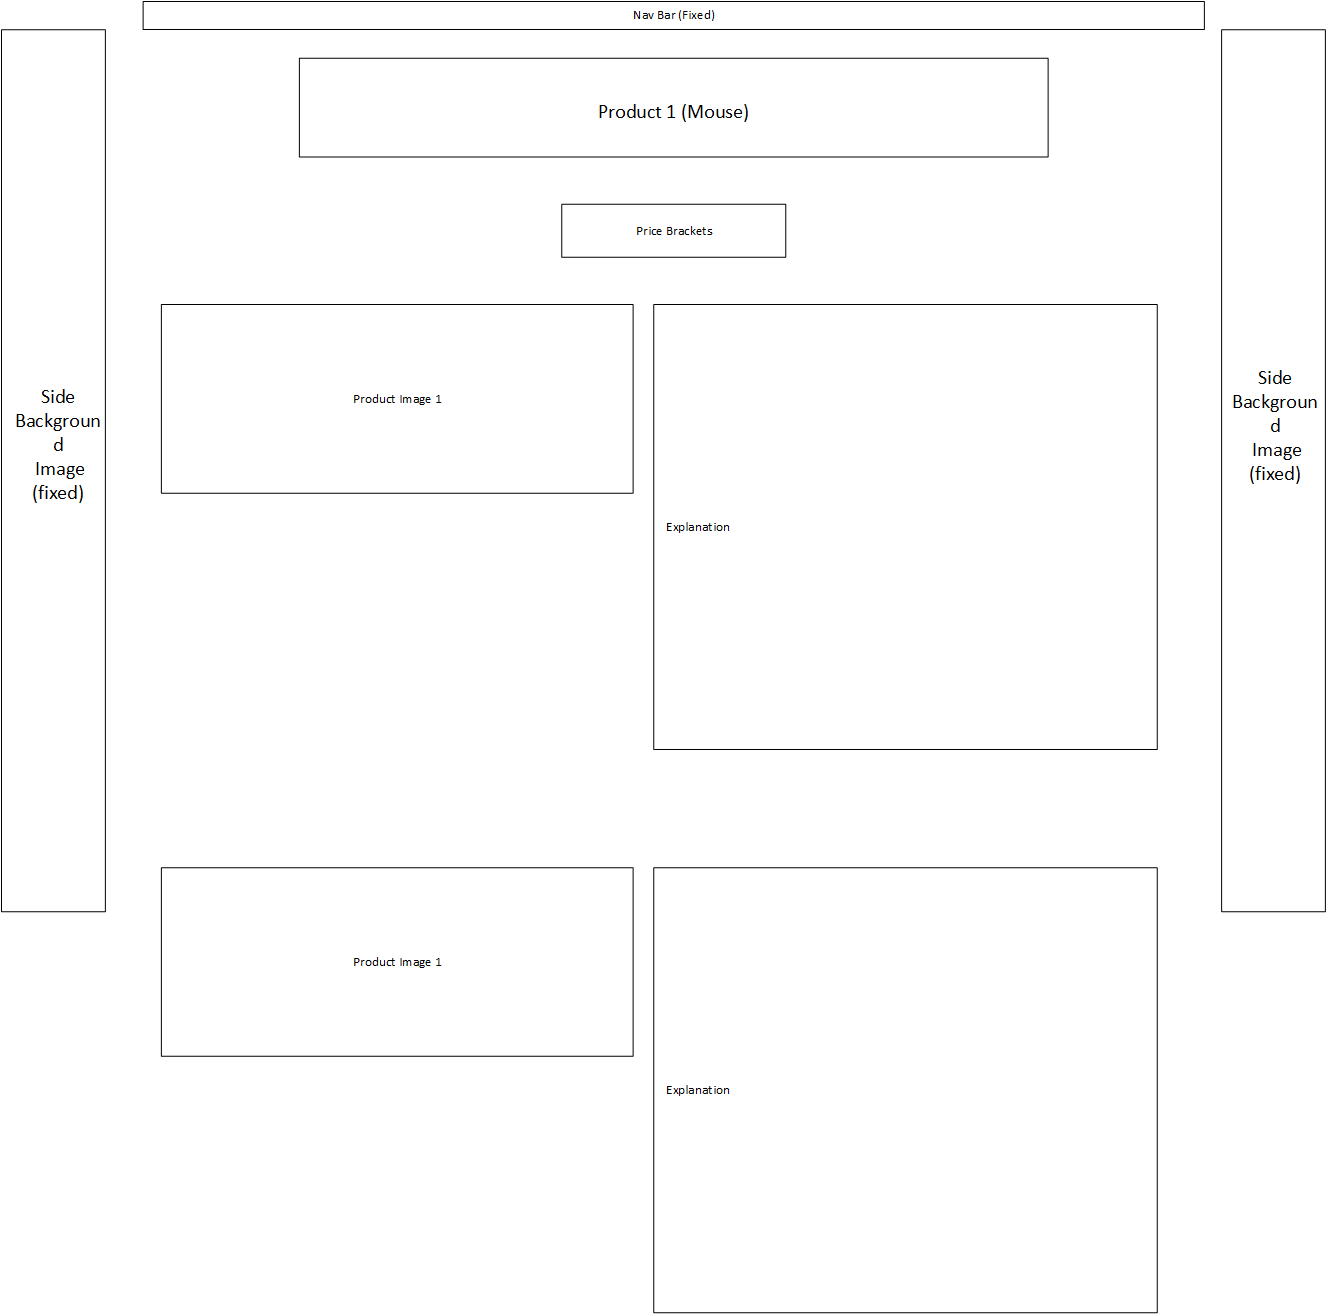 Nav Bar (Fixed)
Product 1 (Mouse)
Price Brackets
Side
Backgroun
d
Image
(fixed)
Product Image 1
Explanation
Side
Backgroun
d
Image
(fixed)
Product Image 1
Explanation